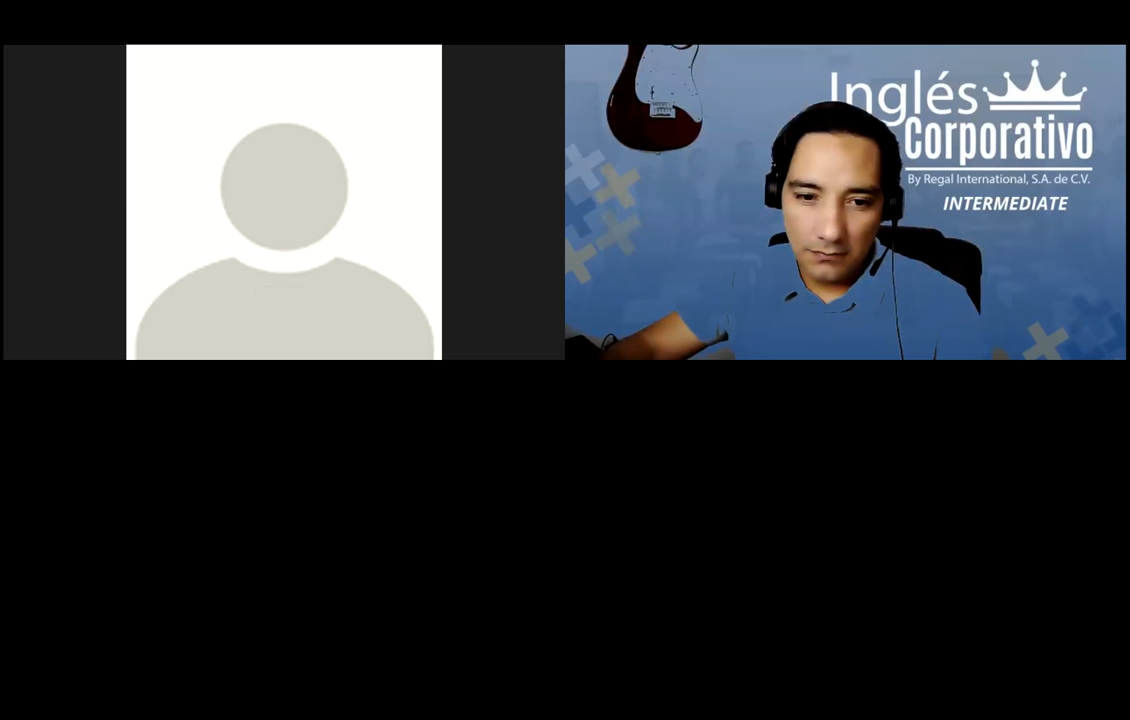 Inglés
Corporativo
By Regal International, S.A. de C.V.
INTERMEDIATE